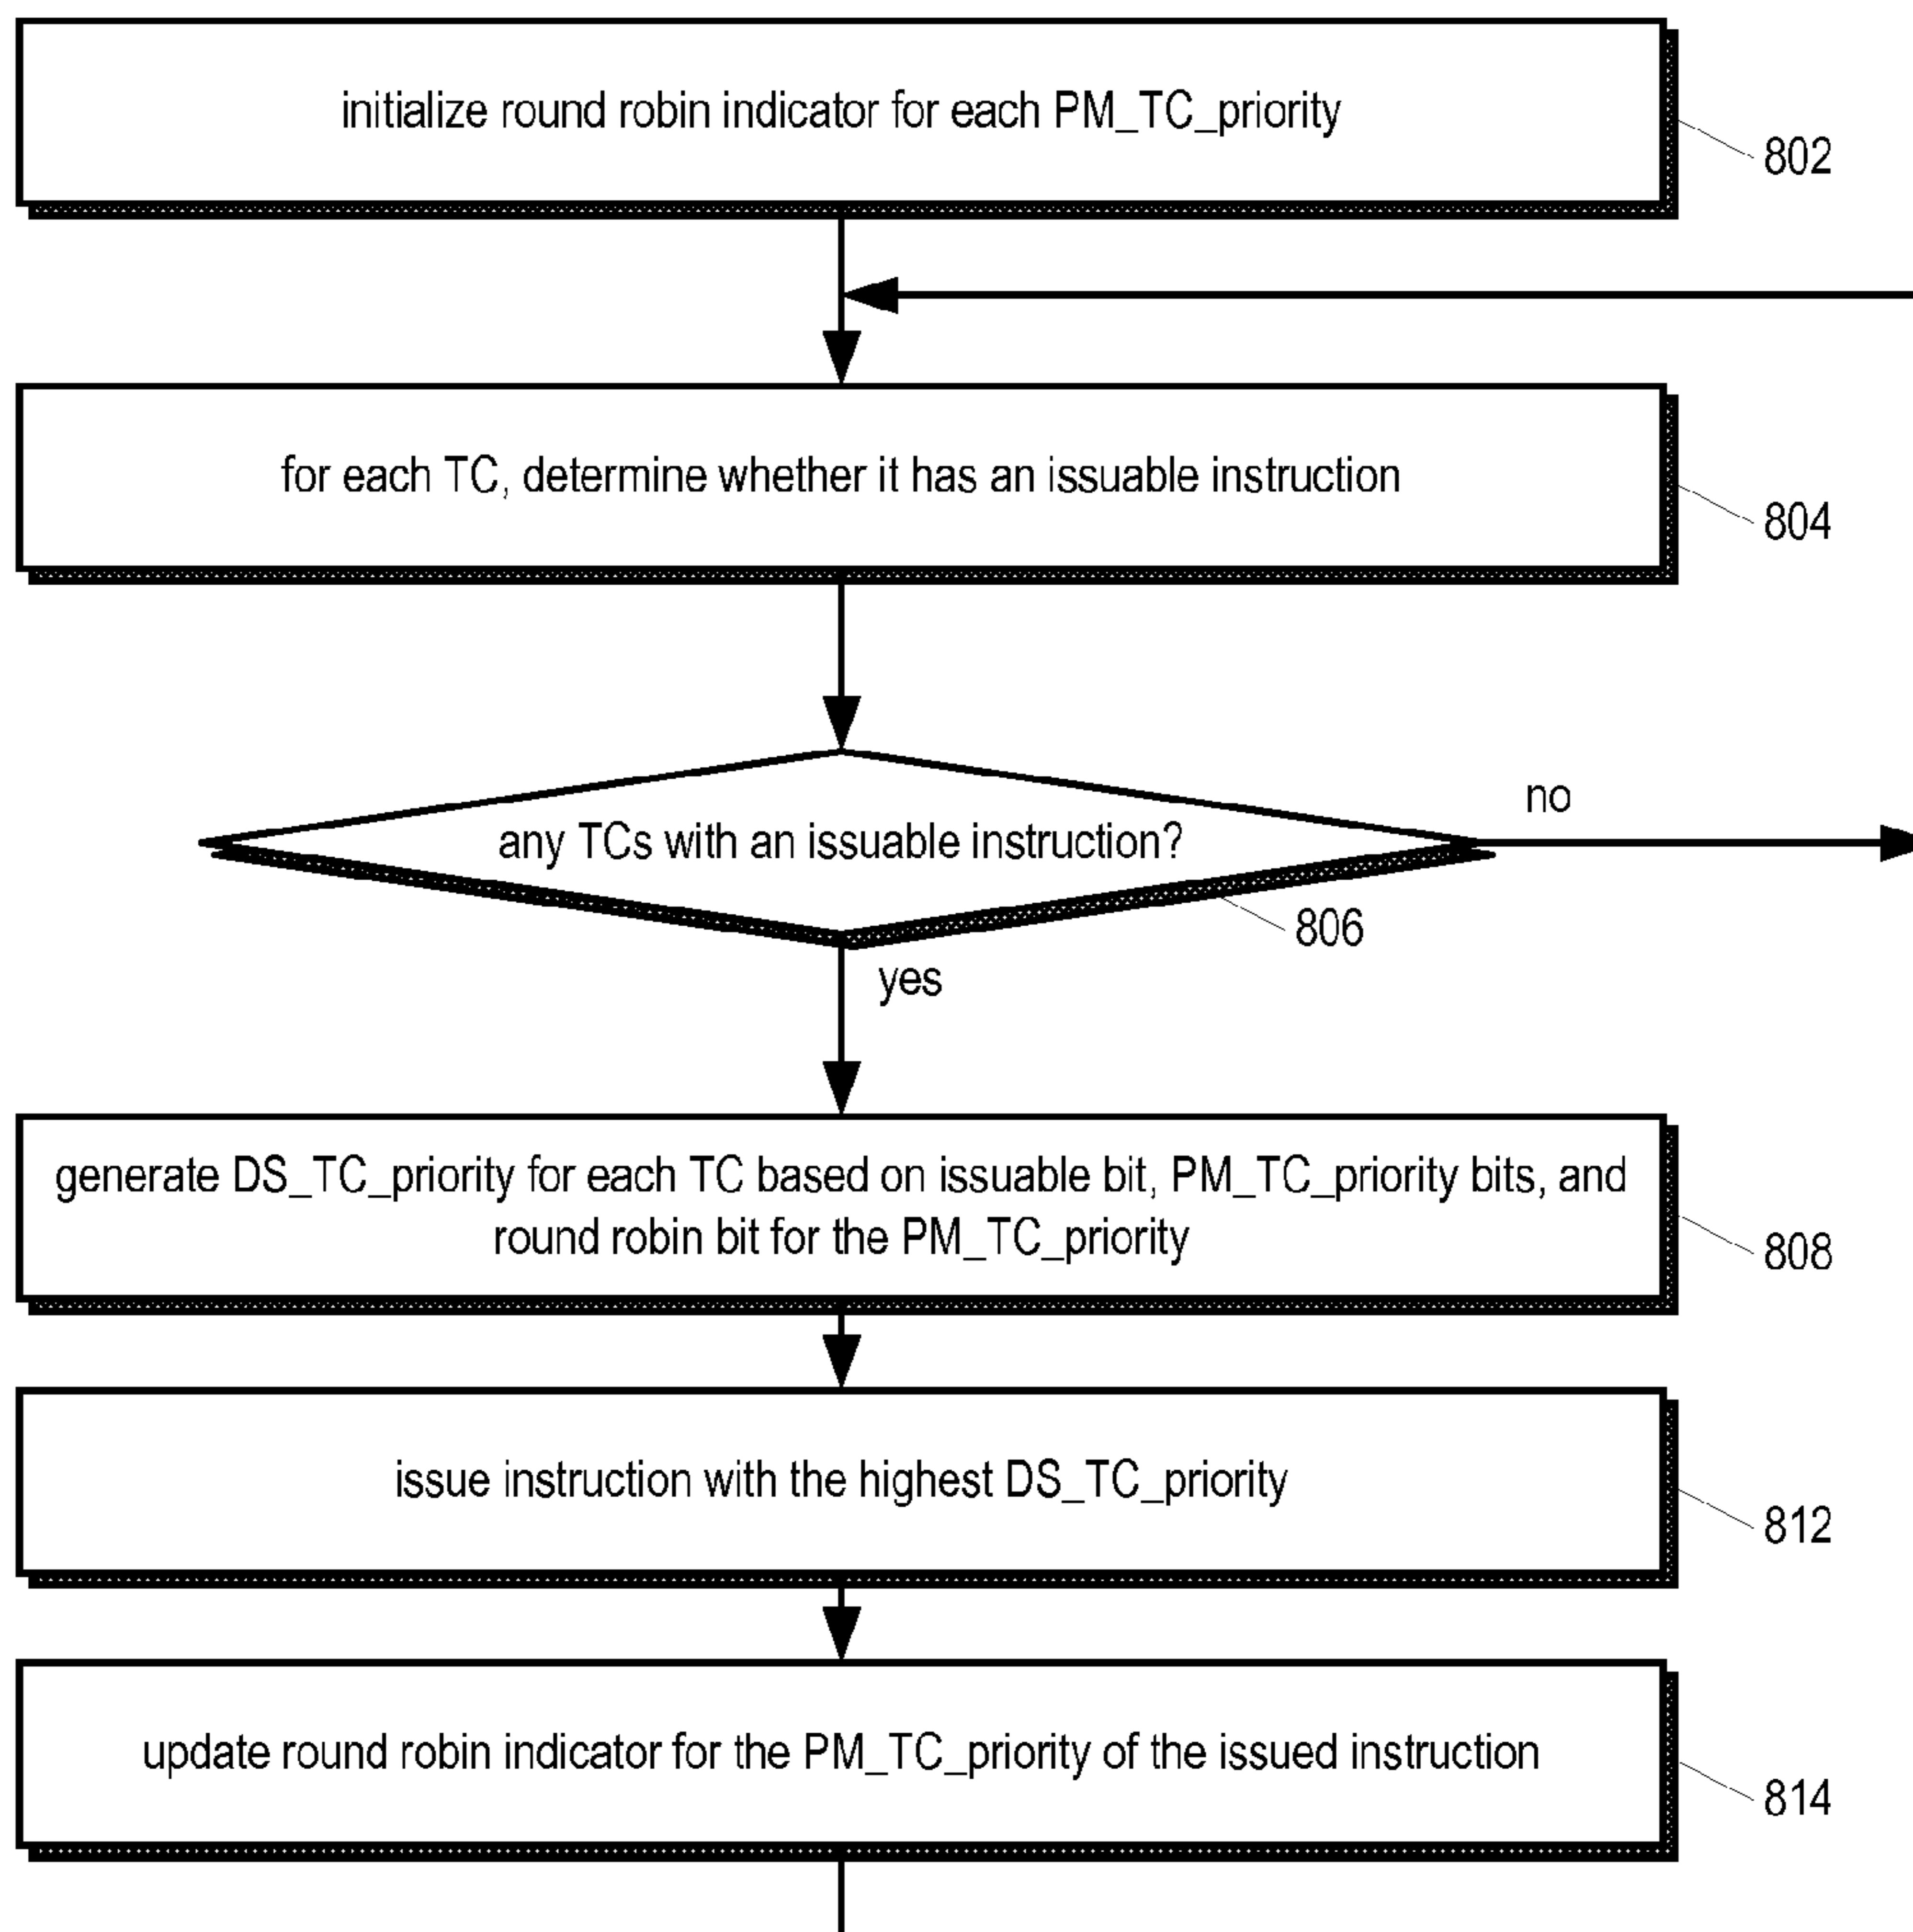 initialize round robin indicator for each PM_TC_priority
802
for each TC, determine whether it has an issuable instruction
804
no
any TCs with an issuable instruction?
806
yes
generate DS_TC_priority for each TC based on issuable bit, PM_TC_priority bits, and
round robin bit for the PM_TC_priority
808
issue instruction with the highest DS_TC_priority
812
update round robin indicator for the PM_TC_priority of the issued instruction
814